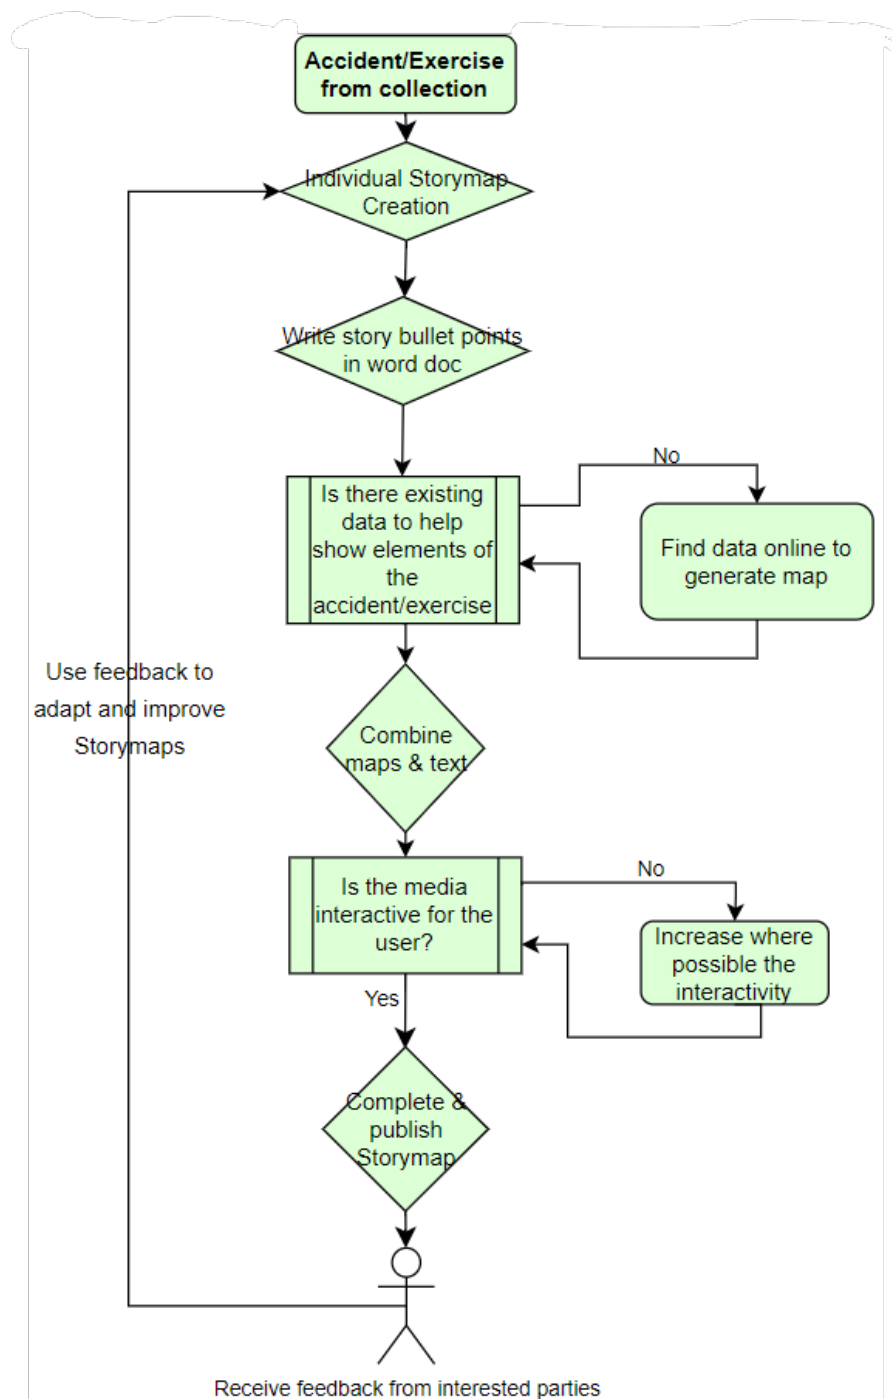 Accident/Exercise
from collection
Individual Storymap
Creation
Write story bullet points
in word doc
Is there existing
data to help
show elements of
the
accident/exercise
No
Find data online to
generate map
Use feedback to
adapt and improve
Storymaps
Combine
maps & text
Is the media
interactive for the
user?
No
Increase where
possible the
interactivity
Yes
Complete &
publish
Storymap
Receive feedback from interested parties